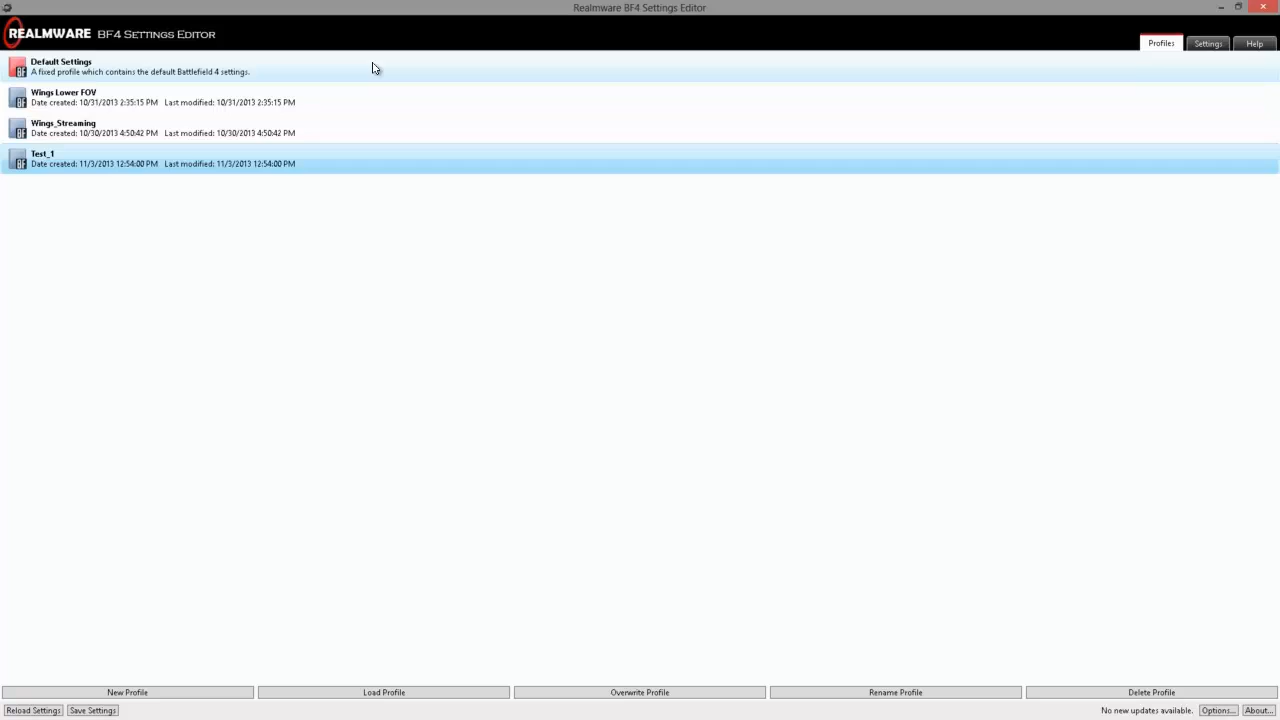 Realmware BF4 Settings Editor
REALMWARE BF4 SETTINGS EDITOR
Profiles Settings Help
Default Settings
A fixed profile which contains the default Battlefield 4 settings.
Wings Lower FOV
Date created: 10/31/2013 2:35:15 PM Last modified: 10/31/2013 2:35:15 PM
Wings_Streaming
Date created: 10/30/2013 4:50:42 PM Last modified: 10/30/2013 4:50:42 PM
Test_1
Date created: 11/3/2013 12:54:00 PM Last modified: 11/3/2013 12:54:00 PM
New Profile Load Profile Overwrite Profile Rename Profile Delete Profile
Reload Settings Save Settings No new updates available. Options... About...